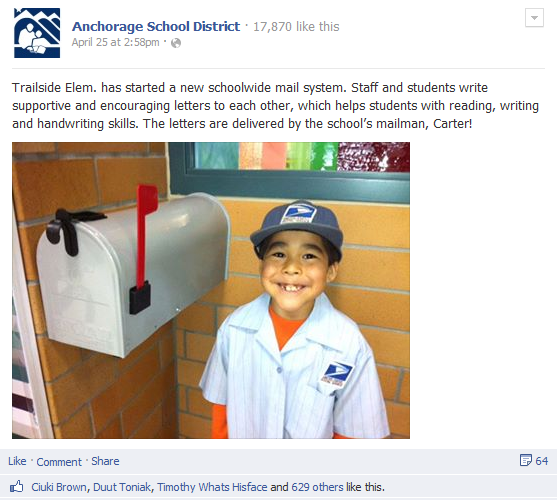 Anchorage School District · 17,870 like this
April 25 at 2:58pm ·
Trailside Elem. has started a new schoolwide mail system. Staff and students write
supportive and encouraging letters to each other, which helps students with reading, writing
and handwriting skills. The letters are delivered by the school's mailman, Carter!
Like · Comment · Share
64
Ciuki Brown, Duut Toniak, Timothy Whats Hisface and 629 others like this.